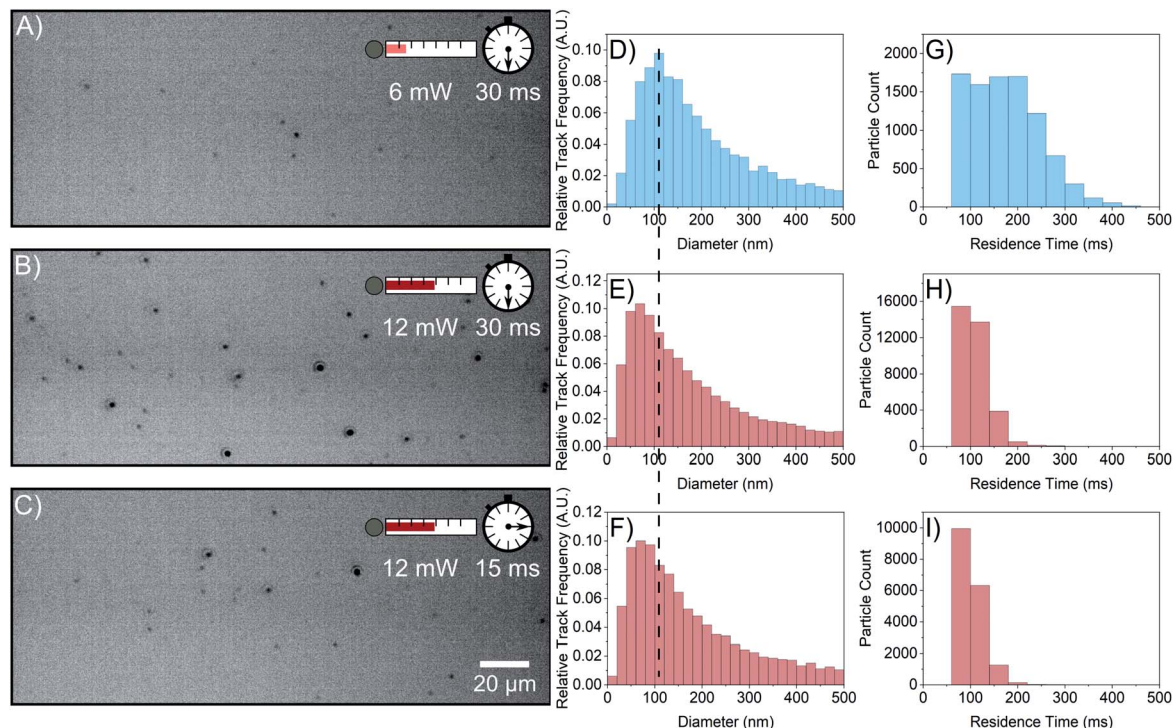 A)
6 mW 30 ms
B)
12 mW 30 ms
C)
12 mW 15 ms
20 µm
D)
Relative Track Frequency (A.U.)
0.10
0.08
0.06
0.04
0.02
0.00
0 100 200 300 400 500
Diameter (nm)
E)
Relative Track Frequency (A.U.)
0.12
0.10
0.08
0.06
0.04
0.02
0.00
0 100 200 300 400 500
Diameter (nm)
F)
Relative Track Frequency (A.U.)
0.12
0.10
0.08
0.06
0.04
0.02
0.00
0 100 200 300 400 500
Diameter (nm)
G)
Particle Count
2000
1500
1000
500
0
0 100 200 300 400 500
Residence Time (ms)
H)
Particle Count
16000
12000
8000
4000
0
0 100 200 300 400 500
Residence Time (ms)
I)
Particle Count
10000
8000
6000
4000
2000
0
0 100 200 300 400 500
Residence Time (ms)